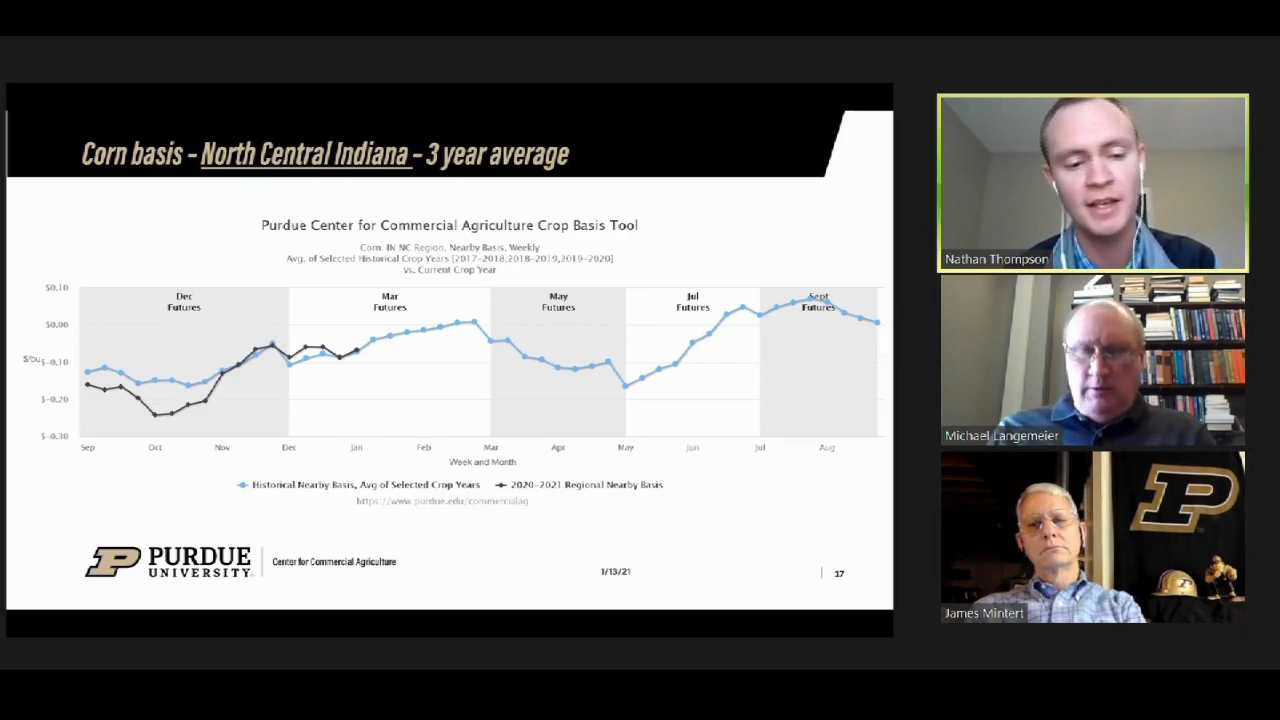 Corn basis - North Central Indiana - 3 year average
Purdue Center for Commercial Agriculture Crop Basis Tool
Corn: IN NC Region, Nearby Basis, Weekly
Avg. of Selected Historical Crop Years [2017-2018,2018-2019,2019-2020]
vs. Current Crop Year
Dec
Futures
Mar
Futures
May
Futures
Jul
Futures
Sept
Futures
$0.10
$0.00
$-0.10
$-0.20
$-0.30
$/bu
Sep Oct Nov Dec Jan Feb Mar Apr May Jun Jul Aug
Week and Month
Historical Nearby Basis, Avg of Selected Crop Years 2020-2021 Regional Nearby Basis
https://www.purdue.edu/commercialag
P PURDUE
UNIVERSITY
Center for Commercial Agriculture
1/13/21
17
Nathan Thompson
Michael Langemeier
P
James Mintert